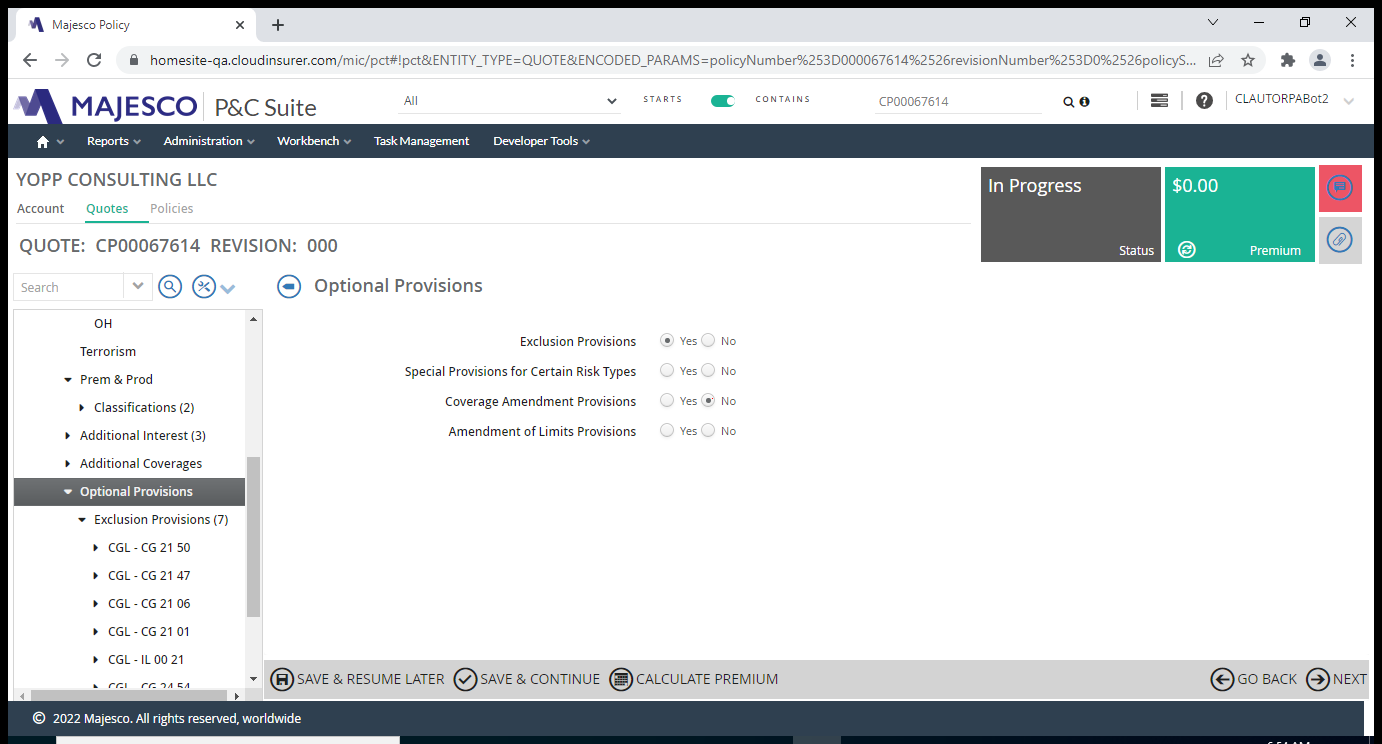 Majesco Policy
homesite-qa.cloudinsurer.com/mic/pct#!pct&ENTITY_TYPE=QUOTE&ENCODED_PARAMS=policyNumber%253D000067614%2526revisionNumber%253D0%2526policyS...
MAJESCO P&C Suite All STARTS CONTAINS CP00067614 CLAUTORPABot2
Reports Administration Workbench Task Management Developer Tools
YOPP CONSULTING LLC
Account Quotes Policies
In Progress
Status
$0.00
Premium
QUOTE: CP00067614 REVISION: 000
Search
Optional Provisions
OH
Terrorism
Prem & Prod
Classifications (2)
Additional Interest (3)
Additional Coverages
Optional Provisions
Exclusion Provisions (7)
CGL - CG 21 50
CGL - CG 21 47
CGL - CG 21 06
CGL - CG 21 01
CGL - IL 00 21
CGL - CG 24 54
Exclusion Provisions Yes No
Special Provisions for Certain Risk Types Yes No
Coverage Amendment Provisions Yes No
Amendment of Limits Provisions Yes No
SAVE & RESUME LATER SAVE & CONTINUE CALCULATE PREMIUM GO BACK NEXT
© 2022 Majesco. All rights reserved, worldwide